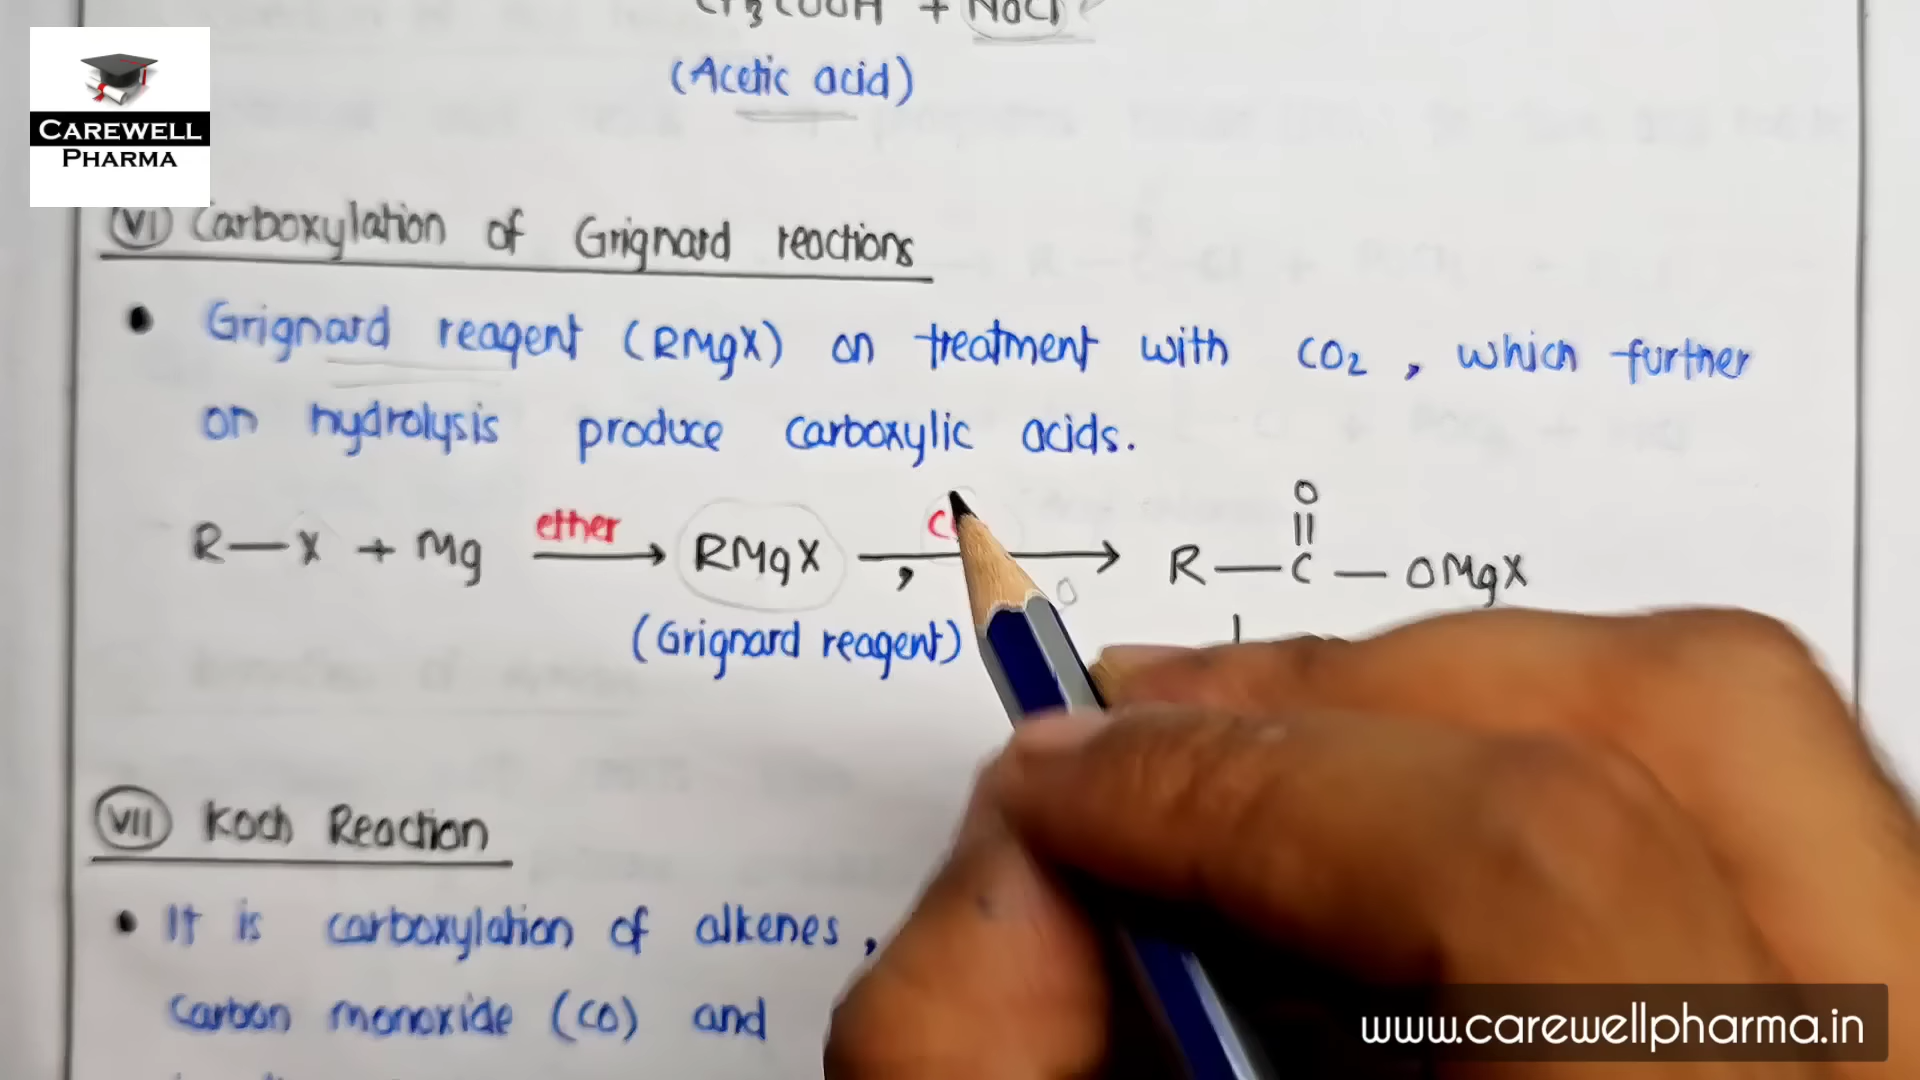 CH3COOH + NaCl
(Acetic acid)
CAREWELL
PHARMA
VI Carboxylation of Grignard reactions
• Grignard reagent (RMgX) on treatment with CO2, which further
on hydrolysis produce carboxylic acids.
O
R—X + Mg ether → RMgX → R—C—OMgX
(Grignard reagent)
VII Koch Reaction
• It is carboxylation of alkenes,
Carbon monoxide (CO) and
www.carewellpharma.in